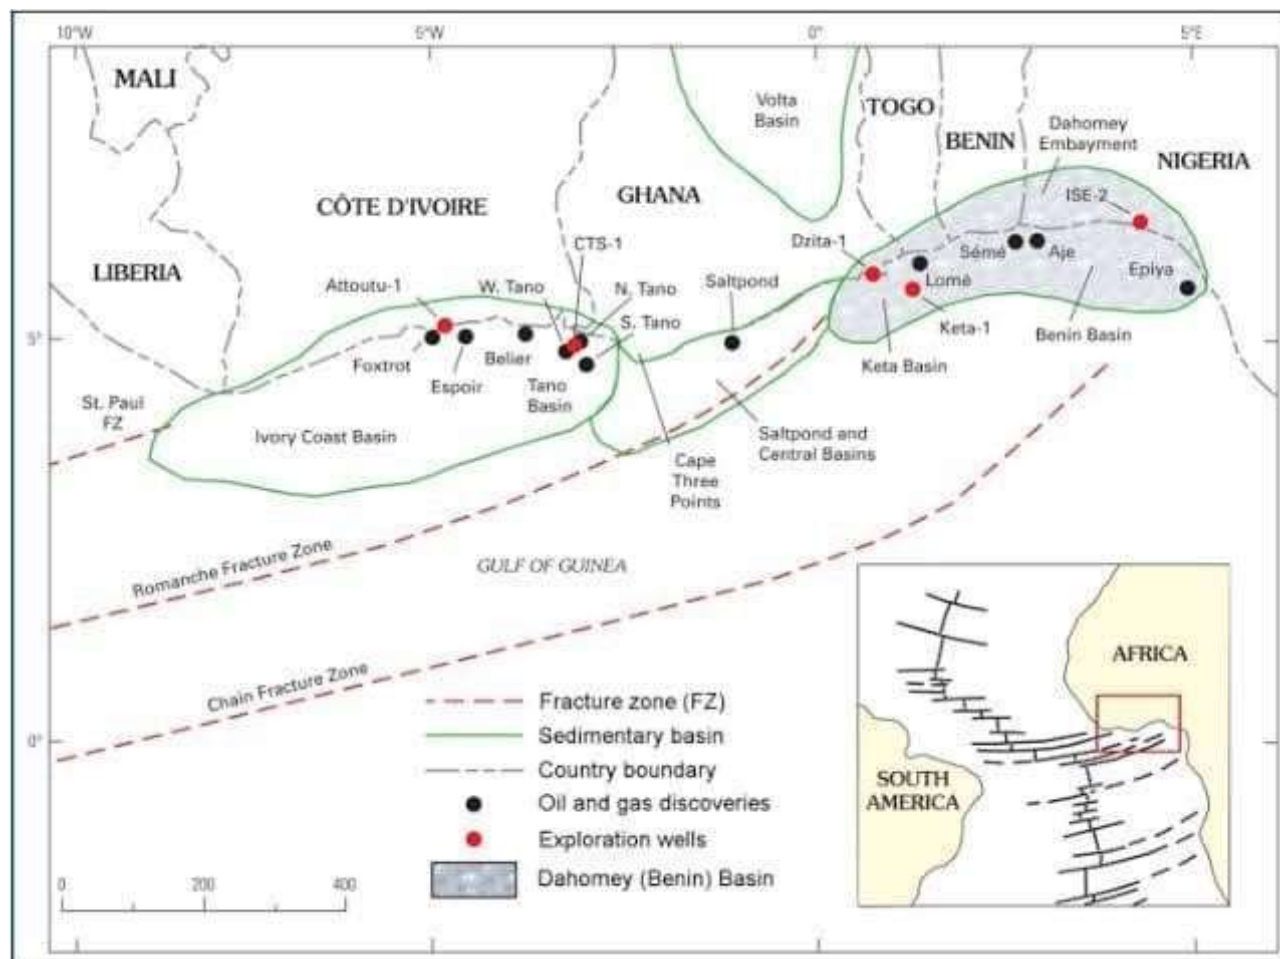 10°W
5°W
0°
5°E
MALI
Volta
Basin
TOGO
BENIN
Dahomey
Embayment
NIGERIA
ISE-2
CÔTE D'IVOIRE
GHANA
CTS-1
Dzita-1
Sémé
Aje
LIBERIA
Attoutu-1
W. Tano
N. Tano
Saltpond
Lomé
Epiya
S. Tano
Keta-1
5°
Foxtrot
Belier
Benin Basin
Espoir
Tano
Basin
Keta Basin
St. Paul
FZ
Ivory Coast Basin
Saltpond and
Central Basins
Cape
Three
Points
Romanche Fracture Zone
GULF OF GUINEA
Chain Fracture Zone
0°
Fracture zone (FZ)
Sedimentary basin
Country boundary
Oil and gas discoveries
Exploration wells
Dahomey (Benin) Basin
0
200
400
AFRICA
SOUTH
AMERICA